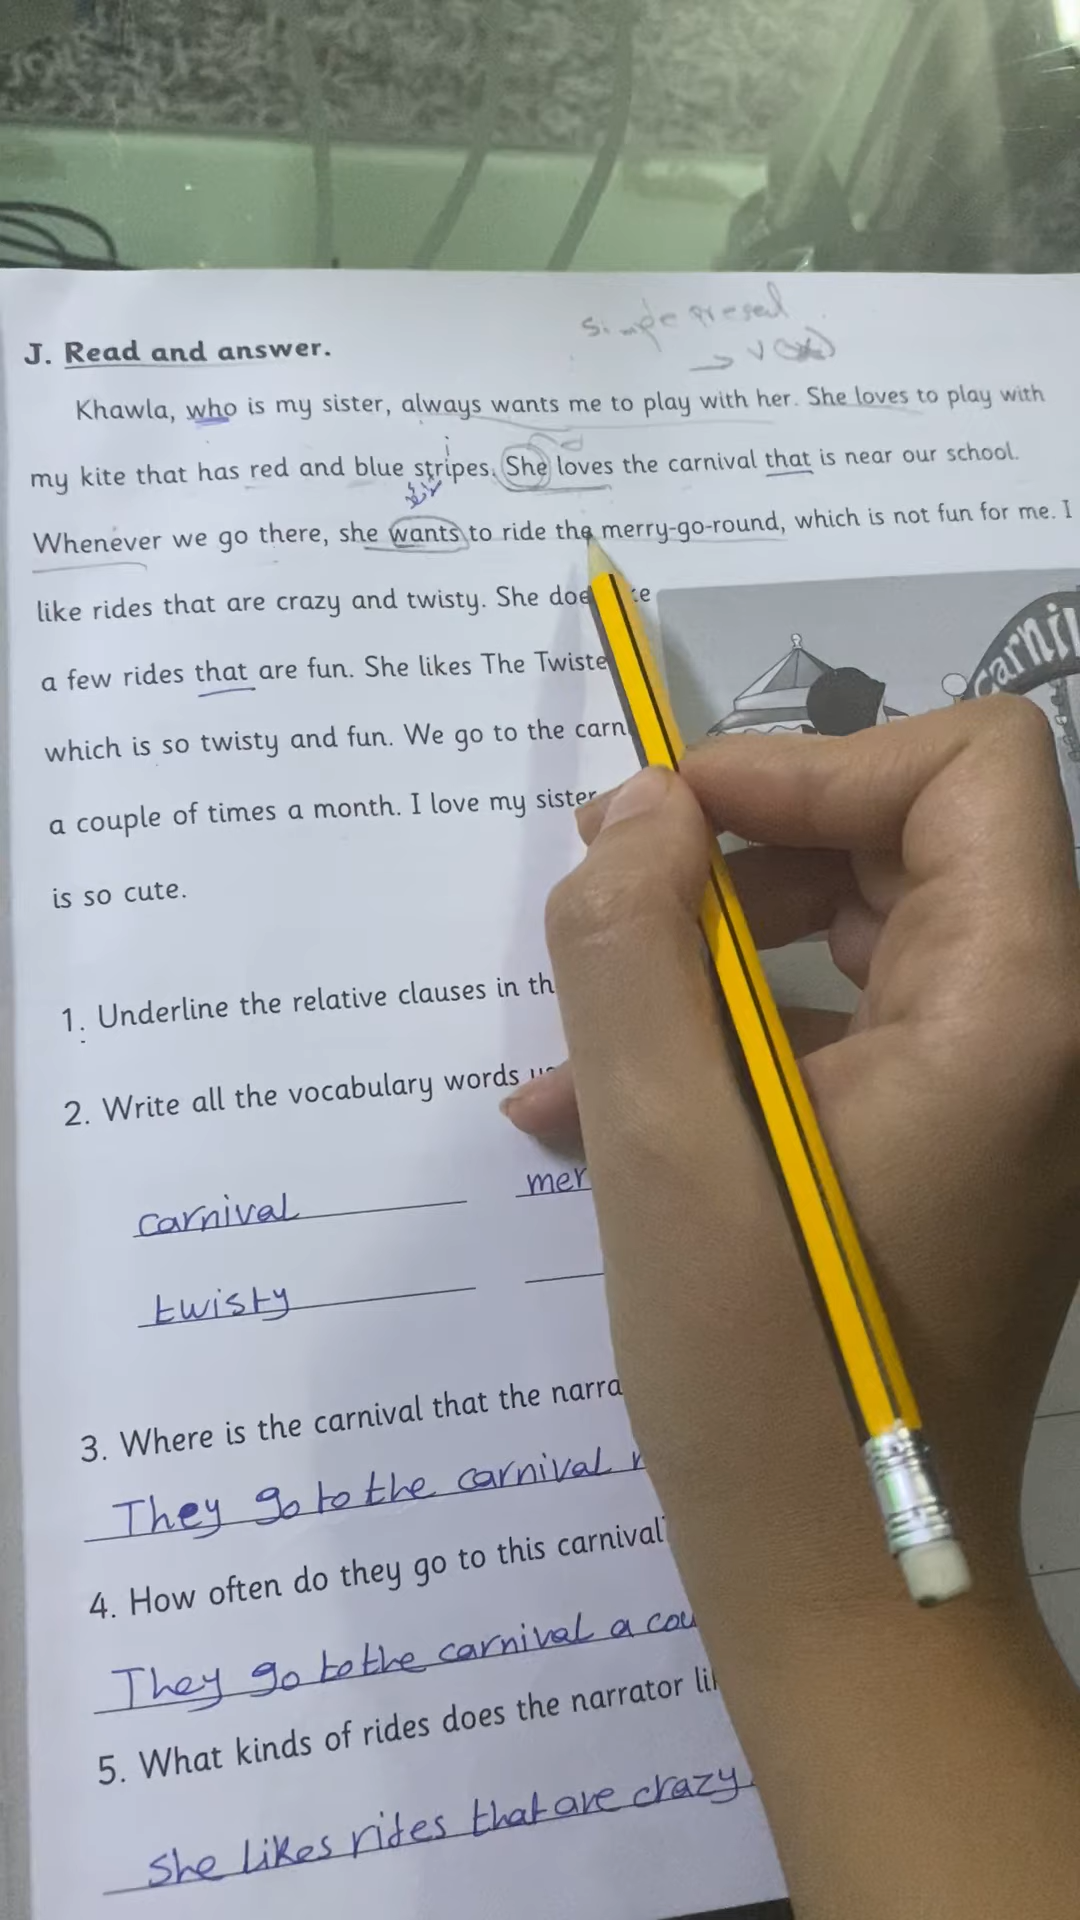 simple present
→ v
J. Read and answer.
Khawla, who is my sister, always wants me to play with her. She loves to play with
my kite that has red and blue stripes. She loves the carnival that is near our school.
Whenever we go there, she wants to ride the merry-go-round, which is not fun for me. I
like rides that are crazy and twisty. She doe
a few rides that are fun. She likes The Twiste
which is so twisty and fun. We go to the carn
a couple of times a month. I love my sister
is so cute.
carni
1. Underline the relative clauses in th
2. Write all the vocabulary words
carnival mer
twisty
3. Where is the carnival that the narra
They go to the carnival
4. How often do they go to this carnival
They go to the carnival a cou
5. What kinds of rides does the narrator li
She likes rides that are crazy